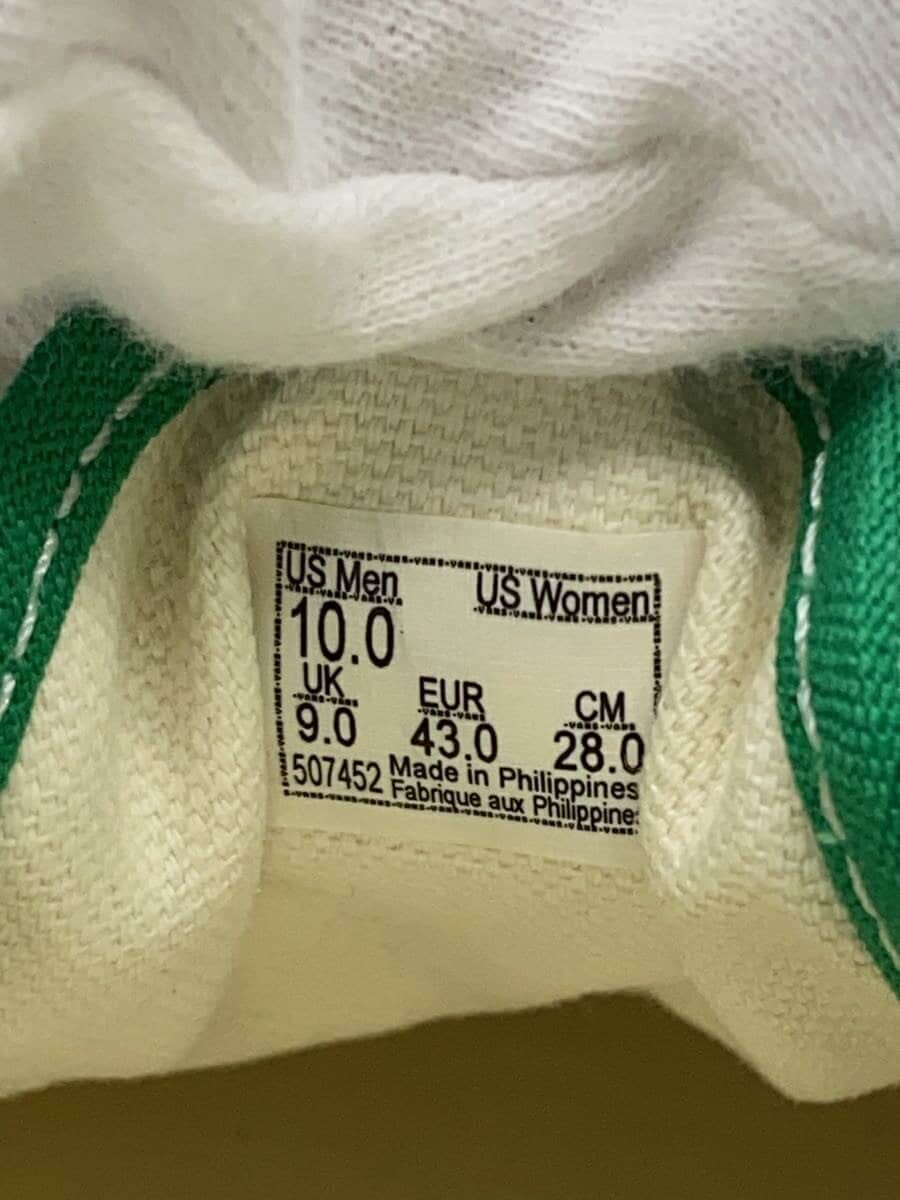 US Men US Women
10.0
UK EUR CM
9.0 43.0 28.0
507452 Made in Philippines
Fabrique aux Philippines